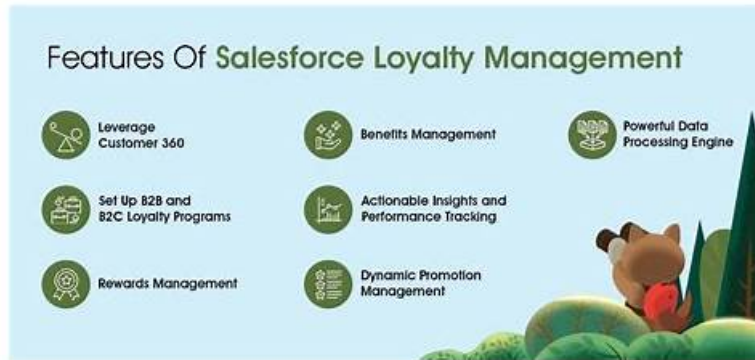 Features Of Salesforce Loyalty Management
Leverage
Customer 360
Set Up B2B and
B2C Loyalty Programs
Rewards Management
Benefits Management
Actionable Insights and
Performance Tracking
Dynamic Promotion
Management
Powerful Data
Processing Engine